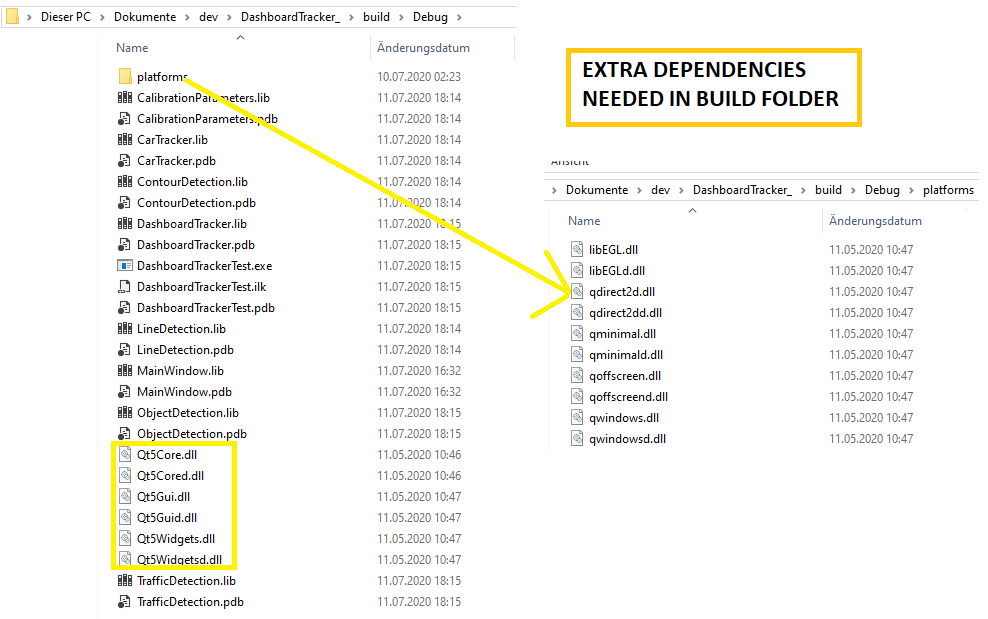 Dieser PC > Dokumente > dev > DashboardTracker_ > build > Debug >
Name Änderungsdatum
platforms 10.07.2020 02:23
CalibrationParameters.lib 11.07.2020 18:14
CalibrationParameters.pdb 11.07.2020 18:14
CarTracker.lib 11.07.2020 18:14
CarTracker.pdb 11.07.2020 18:14
ContourDetection.lib 11.07.2020 18:14
ContourDetection.pdb 11.07.2020 18:14
DashboardTracker.lib 11.07.2020 18:15
DashboardTracker.pdb 11.07.2020 18:15
DashboardTrackerTest.exe 11.07.2020 18:15
DashboardTrackerTest.ilk 11.07.2020 18:15
DashboardTrackerTest.pdb 11.07.2020 18:15
LineDetection.lib 11.07.2020 18:14
LineDetection.pdb 11.07.2020 18:14
MainWindow.lib 11.07.2020 16:32
MainWindow.pdb 11.07.2020 16:32
ObjectDetection.lib 11.07.2020 18:15
ObjectDetection.pdb 11.07.2020 18:15
Qt5Core.dll 11.05.2020 10:46
Qt5Cored.dll 11.05.2020 10:46
Qt5Gui.dll 11.05.2020 10:47
Qt5Guid.dll 11.05.2020 10:47
Qt5Widgets.dll 11.05.2020 10:47
Qt5Widgetsd.dll 11.05.2020 10:47
TrafficDetection.lib 11.07.2020 18:15
TrafficDetection.pdb 11.07.2020 18:15
EXTRA DEPENDENCIES
NEEDED IN BUILD FOLDER
Ansicht
> Dokumente > dev > DashboardTracker_ > build > Debug > platforms
Name Änderungsdatum
libEGL.dll 11.05.2020 10:47
libEGLd.dll 11.05.2020 10:47
qdirect2d.dll 11.05.2020 10:47
qdirect2dd.dll 11.05.2020 10:47
qminimal.dll 11.05.2020 10:47
qminimald.dll 11.05.2020 10:47
qoffscreen.dll 11.05.2020 10:47
qoffscreend.dll 11.05.2020 10:47
qwindows.dll 11.05.2020 10:47
qwindowsd.dll 11.05.2020 10:47